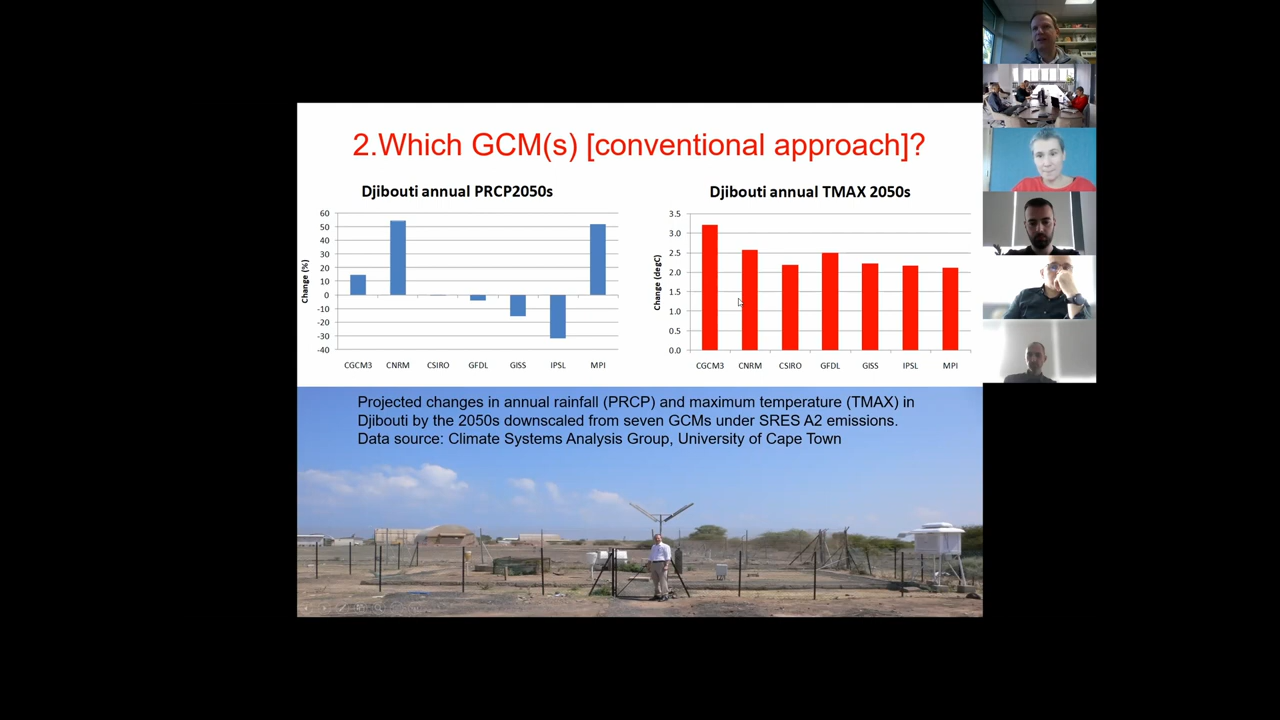 2.Which GCM(s) [conventional approach]?
Djibouti annual PRCP2050s
60
50
40
30
20
10
0
-10
-20
-30
-40
Change (%)
CGCM3 CNRM CSIRO GFDL GISS IPSL MPI
Djibouti annual TMAX 2050s
3.5
3.0
2.5
2.0
1.5
1.0
0.5
0.0
Change (degC)
CGCM3 CNRM CSIRO GFDL GISS IPSL MPI
Projected changes in annual rainfall (PRCP) and maximum temperature (TMAX) in
Djibouti by the 2050s downscaled from seven GCMs under SRES A2 emissions.
Data source: Climate Systems Analysis Group, University of Cape Town